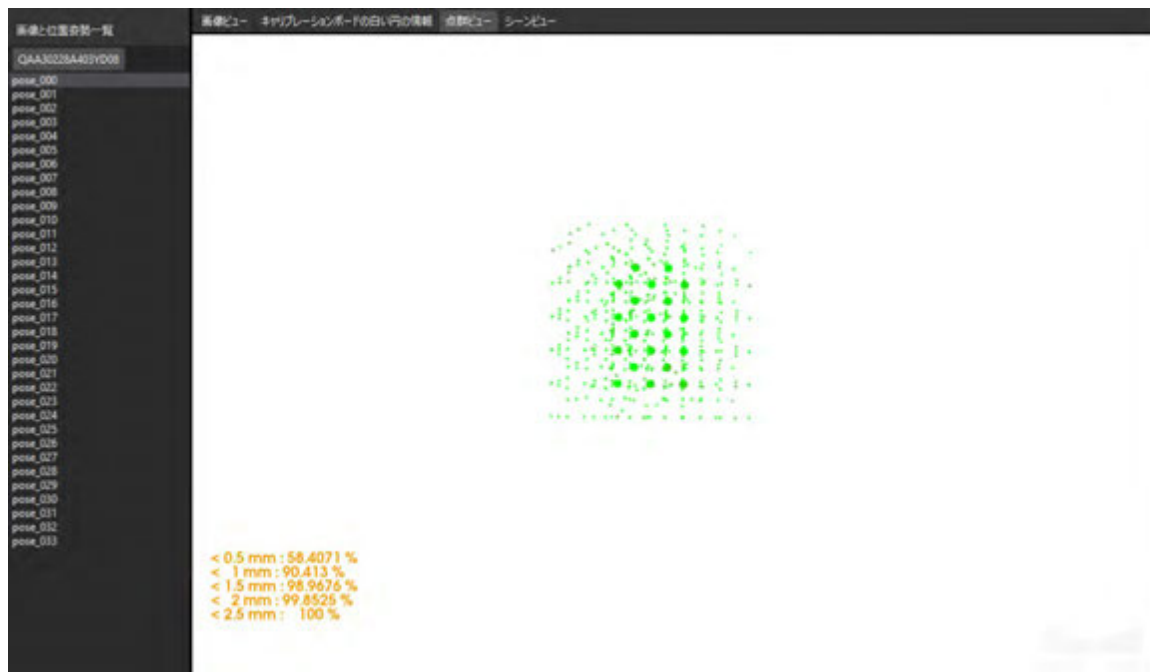 画像と位置姿勢一覧
画像ビュー キャリブレーションボードの白い円の情報 点群ビュー シーンビュー
QAA30228A403YD08
pose_000
pose_001
pose_002
pose_003
pose_004
pose_005
pose_006
pose_007
pose_008
pose_009
pose_010
pose_011
pose_012
pose_013
pose_014
pose_015
pose_016
pose_017
pose_018
pose_019
pose_020
pose_021
pose_022
pose_023
pose_024
pose_025
pose_026
pose_027
pose_028
pose_029
pose_030
pose_031
pose_032
pose_033
< 0.5 mm : 58.4071 %
< 1 mm : 90.413 %
< 1.5 mm : 98.9676 %
< 2 mm : 99.8525 %
< 2.5 mm : 100 %